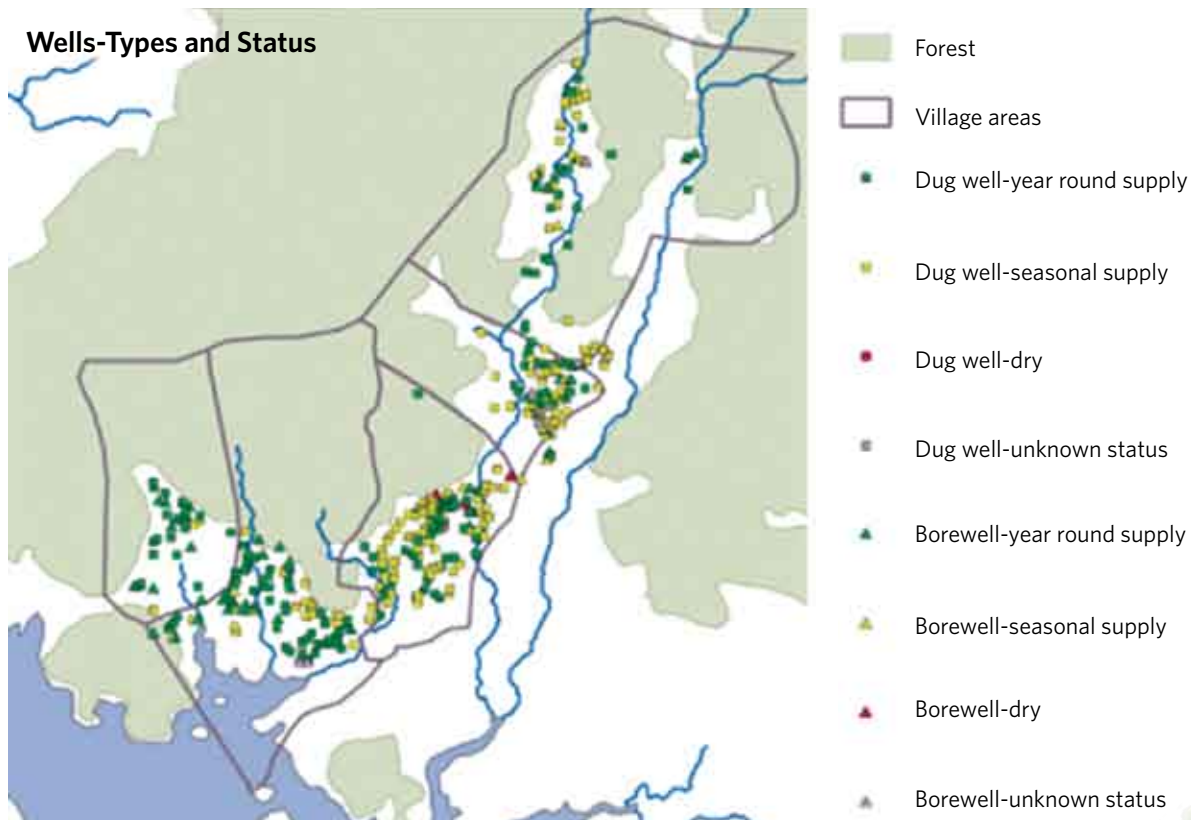 Wells-Types and Status
Forest
Village areas
Dug well-year round supply
Dug well-seasonal supply
Dug well-dry
Dug well-unknown status
Borewell-year round supply
Borewell-seasonal supply
Borewell-dry
Borewell-unknown status